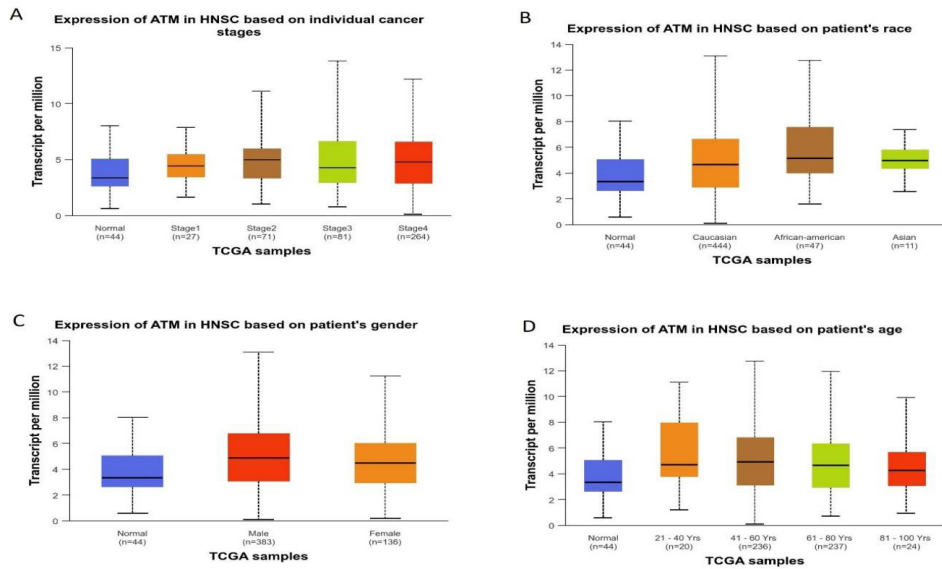 A
Expression of ATM in HNSC based on individual cancer
stages
Transcript per million
15
10
5
0
Normal
(n=44)
Stage1
(n=27)
Stage2
(n=71)
Stage3
(n=81)
Stage4
(n=264)
TCGA samples
B
Expression of ATM in HNSC based on patient's race
Transcript per million
14
12
10
8
6
4
2
0
Normal
(n=44)
Caucasian
(n=444)
African-american
(n=47)
Asian
(n=11)
TCGA samples
C
Expression of ATM in HNSC based on patient's gender
Transcript per million
14
12
10
8
6
4
2
0
Normal
(n=44)
Male
(n=383)
Female
(n=136)
TCGA samples
D
Expression of ATM in HNSC based on patient's age
Transcript per million
14
12
10
8
6
4
2
0
Normal
(n=44)
21 - 40 Yrs
(n=20)
41 - 60 Yrs
(n=236)
61 - 80 Yrs
(n=237)
81 - 100 Yrs
(n=24)
TCGA samples